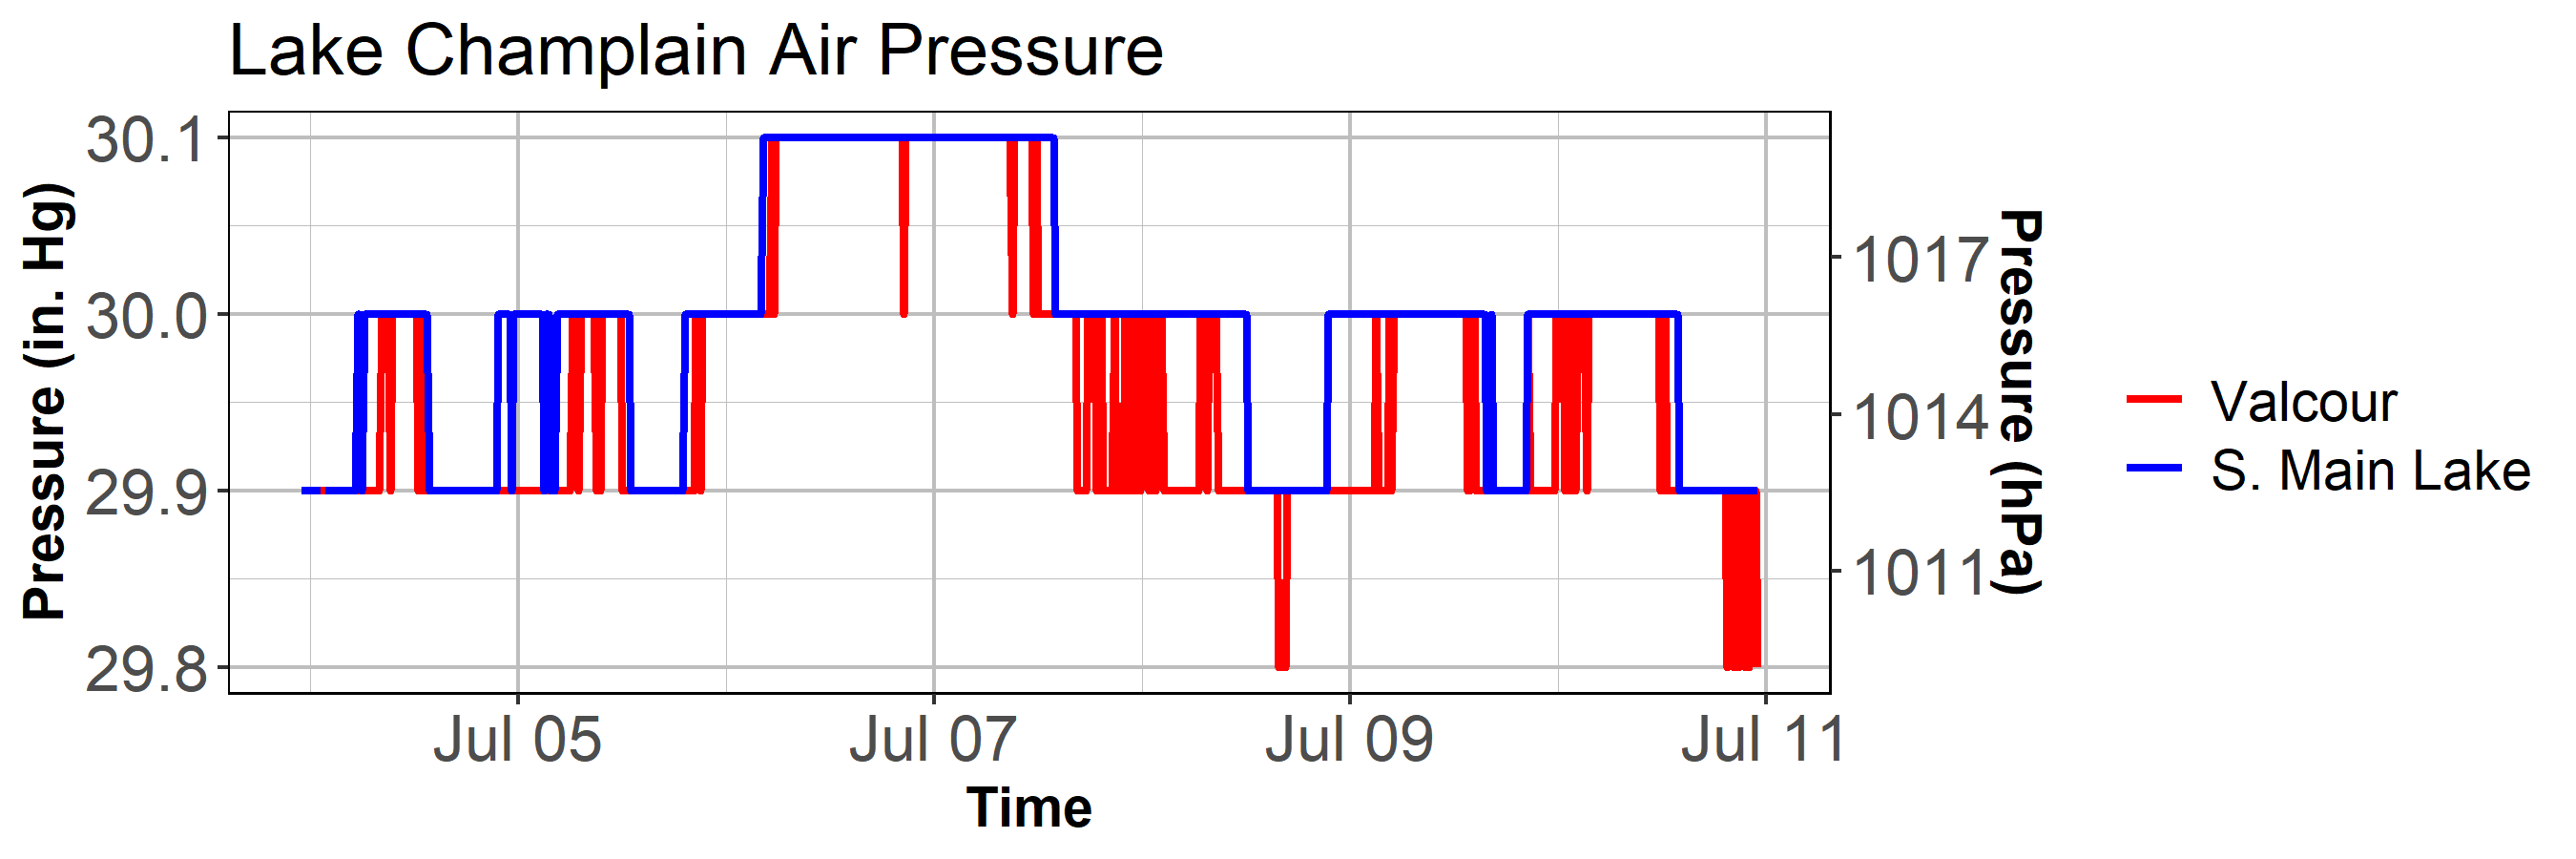 Lake Champlain Air Pressure
Pressure (in. Hg)
30.1
30.0
29.9
29.8
1017
1014
1011
Pressure (hPa)
Jul 05
Jul 07
Jul 09
Jul 11
Time
Valcour
S. Main Lake